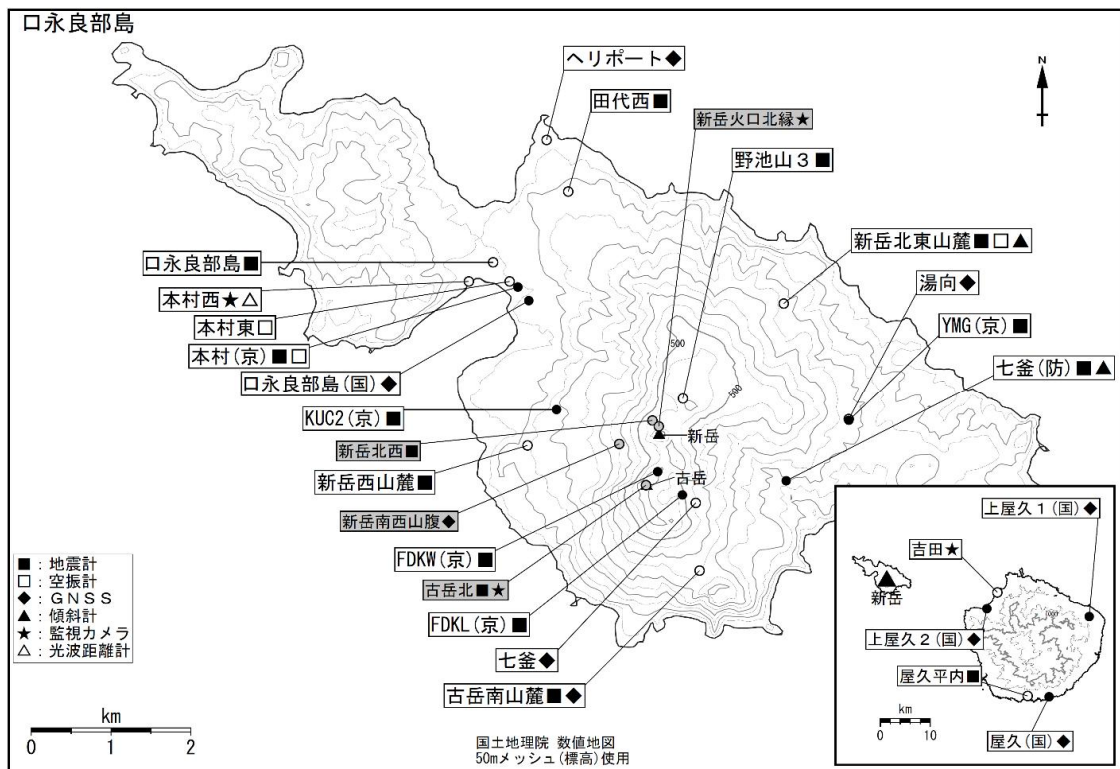 口永良部島
N
ヘリポート◆
田代西■
新岳火口北縁★
野池山3■
新岳北東山麓■□▲
口永良部島■
湯向◆
本村西★△
YMG(京)■
本村東□
本村(京)■□
七釜(防)■▲
口永良部島(国)◆
500
500
KUC2(京)■
新岳
新岳北西■
新岳西山麓■
古岳
新岳南西山腹◆
FDKW(京)■
古岳北■★
FDKL(京)■
七釜◆
古岳南山麓■◆
■：地震計
□：空振計
◆：GNSS
▲：傾斜計
★：監視カメラ
△：光波距離計
km
0 1 2
国土地理院 数値地図
50mメッシュ(標高)使用
上屋久1(国)◆
吉田★
新岳
上屋久2(国)◆
屋久平内■
km
0 10
屋久(国)◆